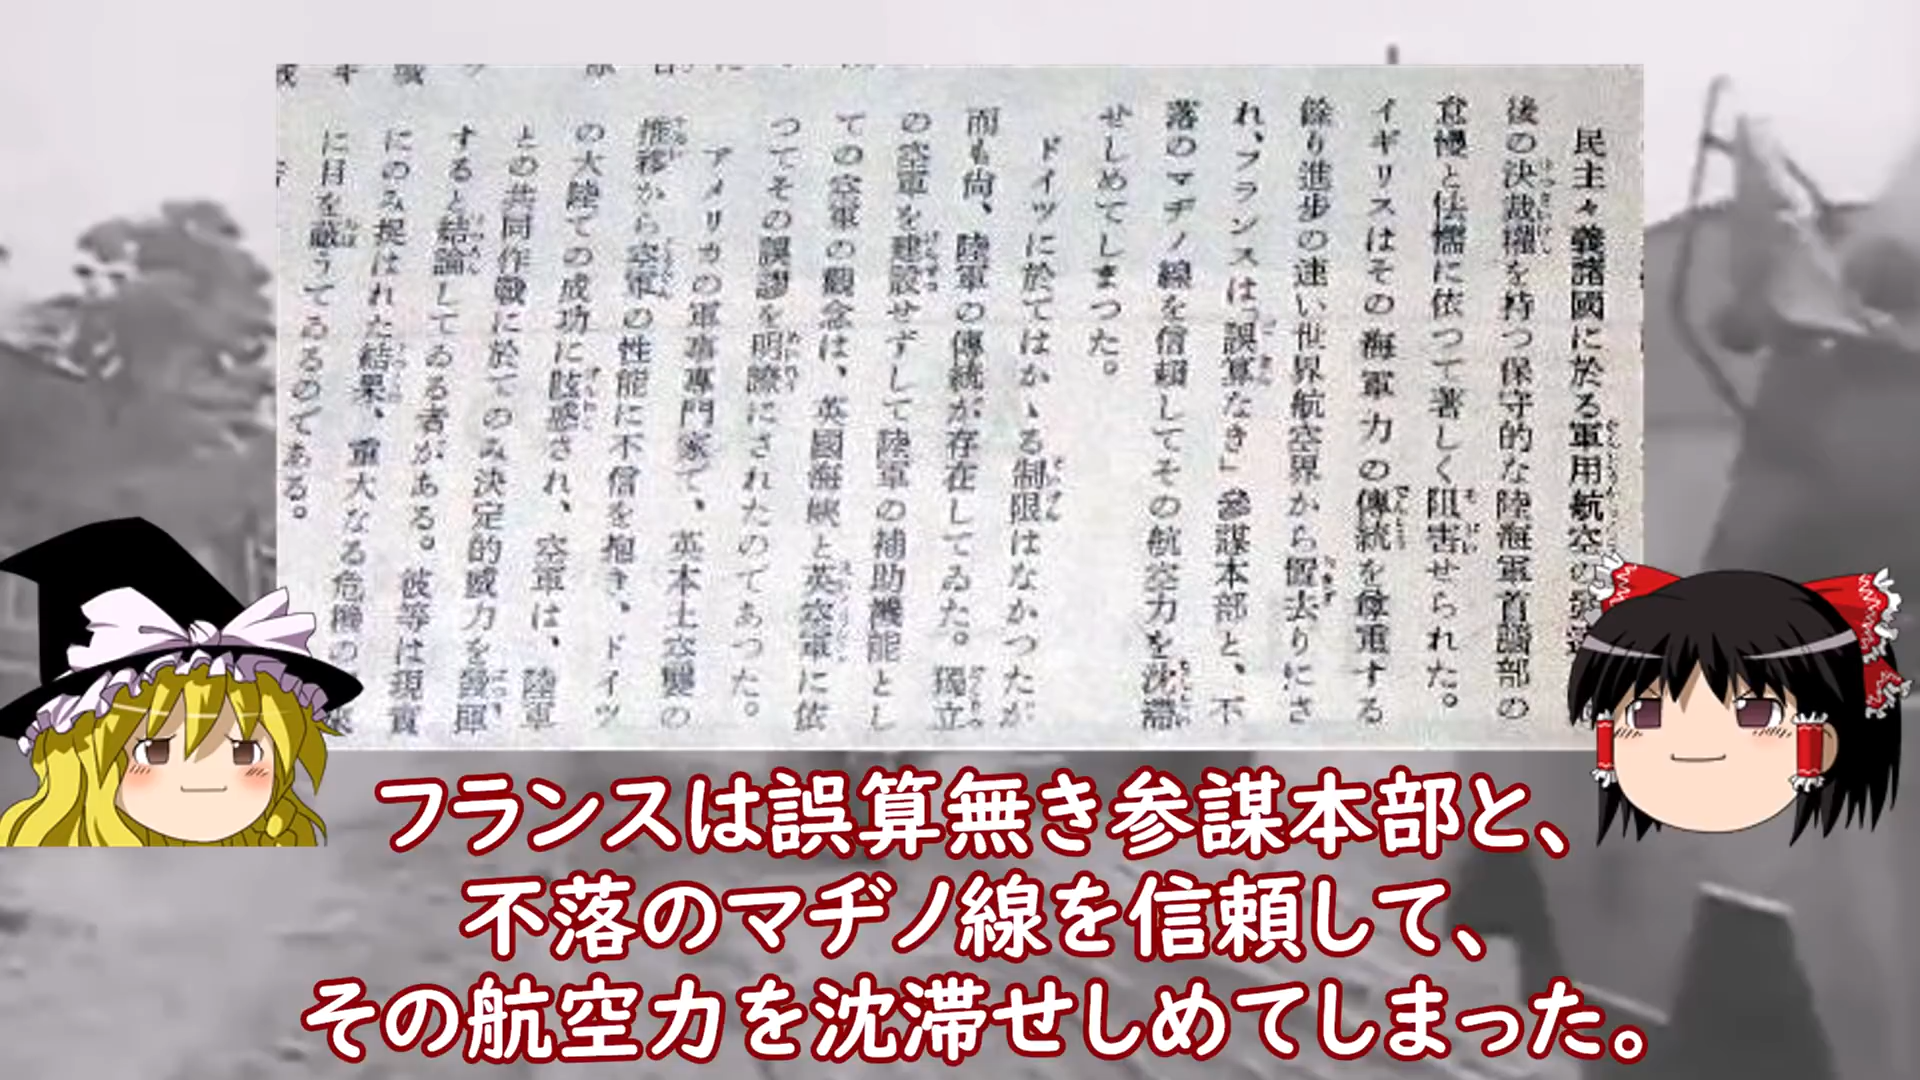 民主々義諸國に於る軍用航空の
後の決裁權を持つ保守的な陸海軍首腦部の
怠慢と怯懦に依つて著しく阻害せられた。
イギリスはその海軍力の傳統を尊重する
餘り進步の速い世界航空界から置去りにさ
れ、フランスは「誤算なき」參謀本部と、不
落のマヂノ線を信賴してその航空力を沈滯
せしめてしまつた。
ドイツに於てはかゝる制限はなかつたが
而も尙、陸軍の傳統が存在してゐた。獨立
の空軍を建設せずして陸軍の補助機能とし
ての空軍の觀念は、英國海峽と英空軍に依
つてその誤謬を明瞭にされたのであつた。
アメリカの軍事專門家で、英本土空襲の
推移から空軍の性能に不信を抱き、ドイツ
の大陸での成功に眩惑され、空軍は、陸軍
との共同作戰に於てのみ決定的威力を發揮
すると結論してゐる者がある。彼等は現實
にのみ捉はれた結果、重大なる危機の
に目を蔽うてゐるのである。
フランスは誤算無き参謀本部と、
不落のマヂノ線を信頼して、
その航空力を沈滞せしめてしまった。